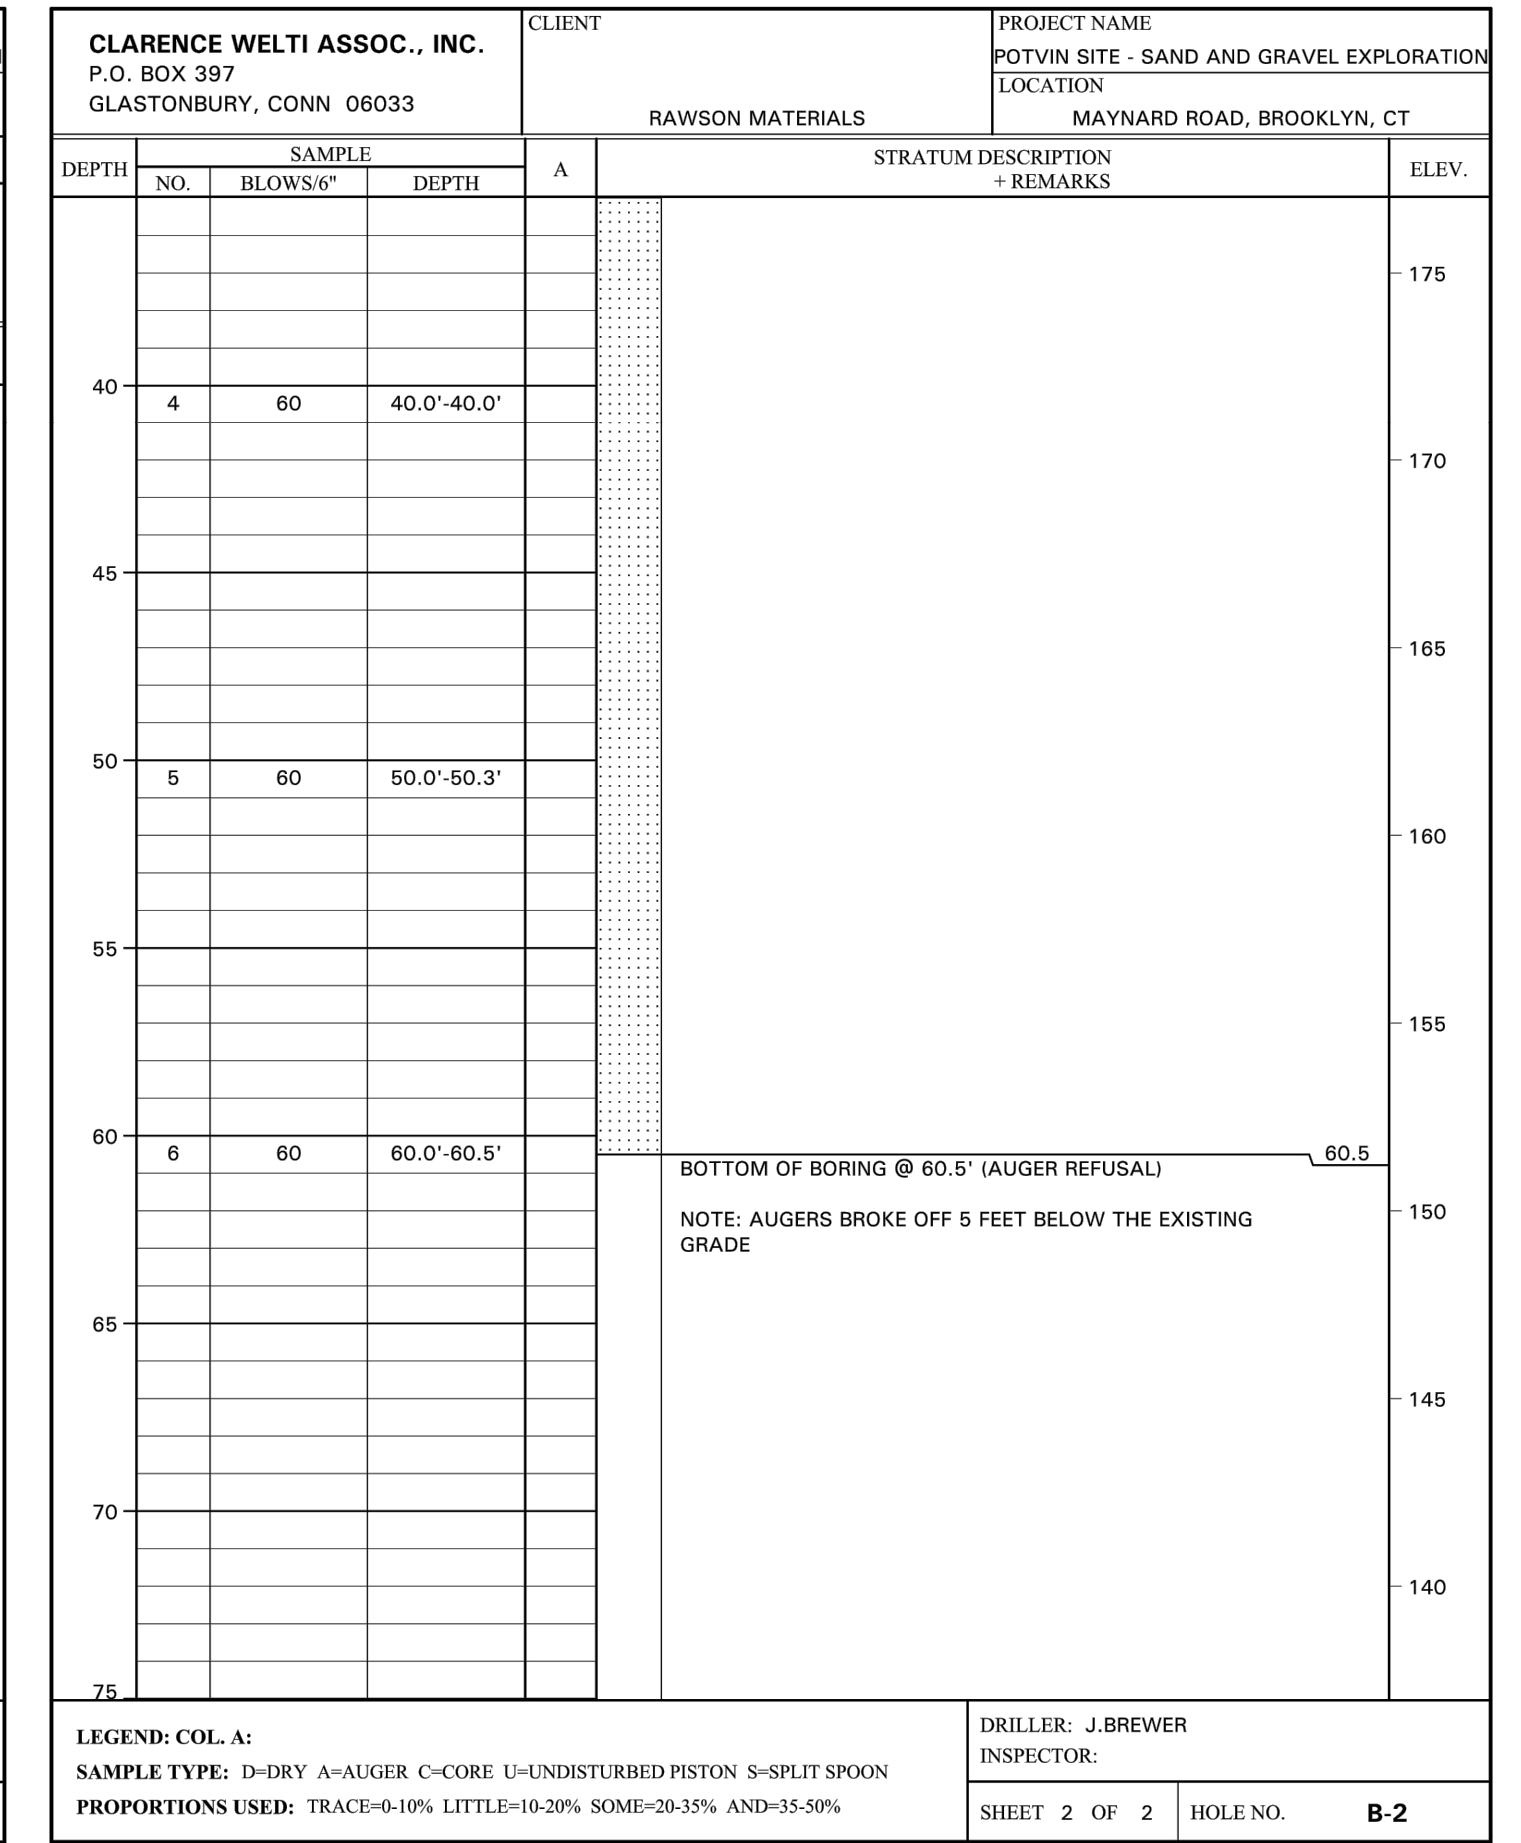 CLARENCE WELTI ASSOC., INC.
P.O. BOX 397
GLASTONBURY, CONN 06033
CLIENT
RAWSON MATERIALS
PROJECT NAME
POTVIN SITE - SAND AND GRAVEL EXPLORATION
LOCATION
MAYNARD ROAD, BROOKLYN, CT
DEPTH
SAMPLE
NO.
BLOWS/6"
DEPTH
A
STRATUM DESCRIPTION
+ REMARKS
ELEV.
175
40
4 60 40.0'-40.0'
170
45
165
50
5 60 50.0'-50.3'
160
55
155
60
6 60 60.0'-60.5'
60.5
BOTTOM OF BORING @ 60.5' (AUGER REFUSAL)
150
NOTE: AUGERS BROKE OFF 5 FEET BELOW THE EXISTING
GRADE
65
145
70
140
75
LEGEND: COL. A:
SAMPLE TYPE: D=DRY A=AUGER C=CORE U=UNDISTURBED PISTON S=SPLIT SPOON
PROPORTIONS USED: TRACE=0-10% LITTLE=10-20% SOME=20-35% AND=35-50%
DRILLER: J.BREWER
INSPECTOR:
SHEET 2 OF 2
HOLE NO. B-2